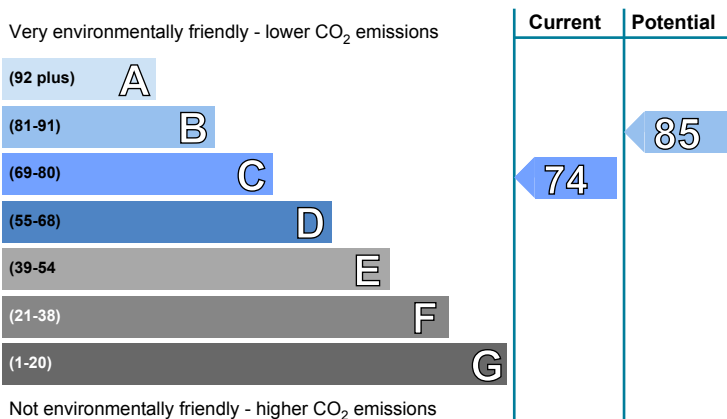 Current Potential
Very environmentally friendly - lower CO₂ emissions
(92 plus) A
(81-91) B
85
(69-80) C
74
(55-68) D
(39-54 E
(21-38) F
(1-20) G
Not environmentally friendly - higher CO₂ emissions